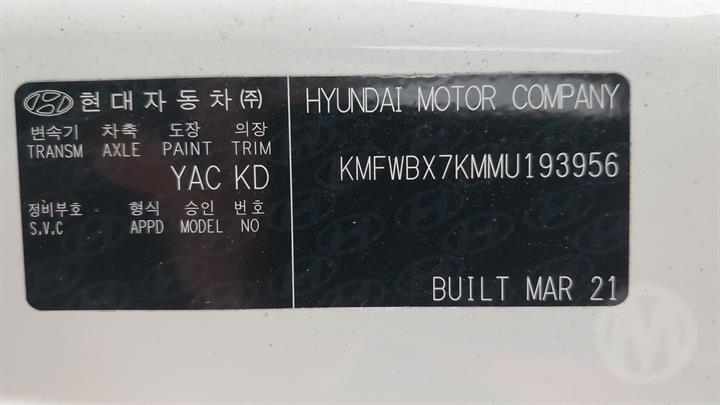 현대자동차(주)
변속기 차축 도장 의장
TRANSM AXLE PAINT TRIM
YAC KD
정비부호 형식 승인 번호
S.V.C APPD MODEL NO
HYUNDAI MOTOR COMPANY
KMFWBX7KMMU193956
BUILT MAR 21